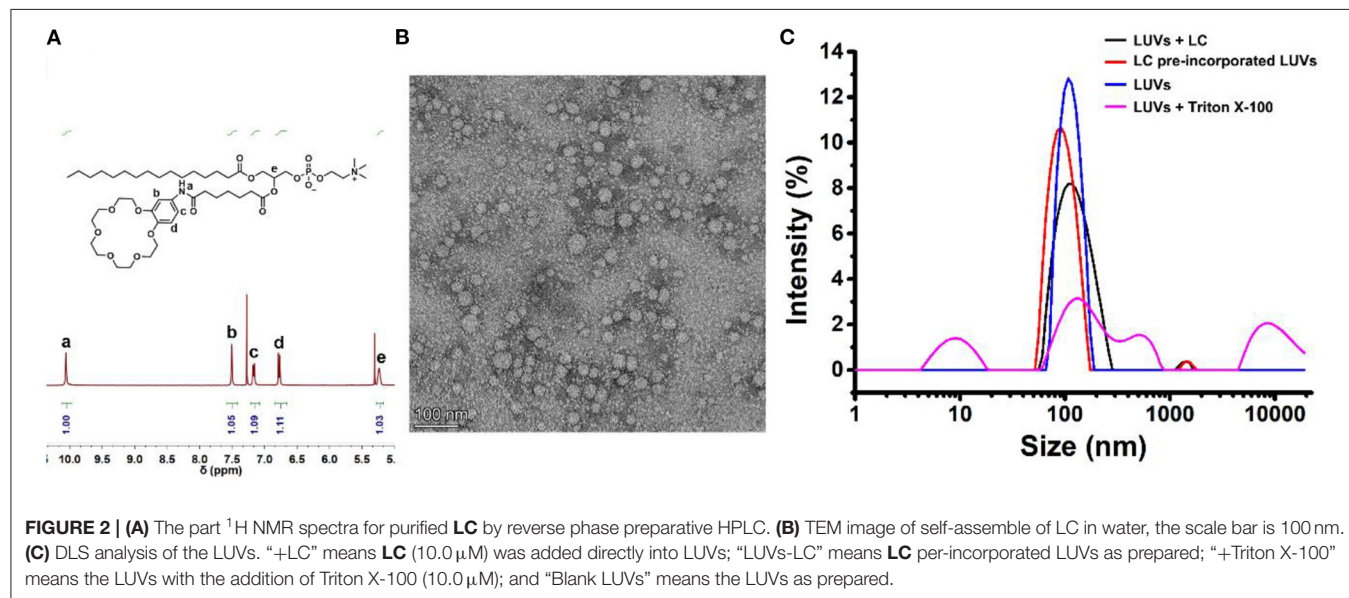 A
B
C
O
O
O
O
P
O
O⁻
N
+
e
H
N
a
O
O
O
b
c
d
O
O
O
O
O
O
a
b
c
d
e
1.00
1.05
1.09
1.11
1.03
10.0 9.5 9.0 8.5 8.0 7.5 7.0 6.5 6.0 5.5 5.
δ (ppm)
100 nm
LUVs + LC
LC pre-incorporated LUVs
LUVs
LUVs + Triton X-100
Intensity (%)
14
12
10
8
6
4
2
0
1 10 100 1000 10000
Size (nm)
FIGURE 2 | (A) The part ¹H NMR spectra for purified LC by reverse phase preparative HPLC. (B) TEM image of self-assemble of LC in water, the scale bar is 100 nm.
(C) DLS analysis of the LUVs. “+LC” means LC (10.0 μM) was added directly into LUVs; “LUVs-LC” means LC per-incorporated LUVs as prepared; “+Triton X-100”
means the LUVs with the addition of Triton X-100 (10.0 μM); and “Blank LUVs” means the LUVs as prepared.